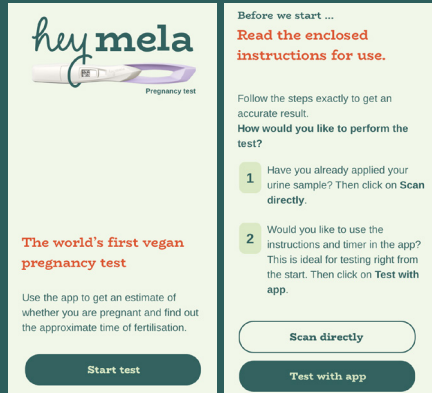 hey mela
Pregnancy test
The world's first vegan
pregnancy test
Use the app to get an estimate of
whether you are pregnant and find out
the approximate time of fertilisation.
Start test
Before we start ...
Read the enclosed
instructions for use.
Follow the steps exactly to get an
accurate result.
How would you like to perform the
test?
1
Have you already applied your
urine sample? Then click on Scan
directly.
2
Would you like to use the
instructions and timer in the app?
This is ideal for testing right from
the start. Then click on Test with
app.
Scan directly
Test with app